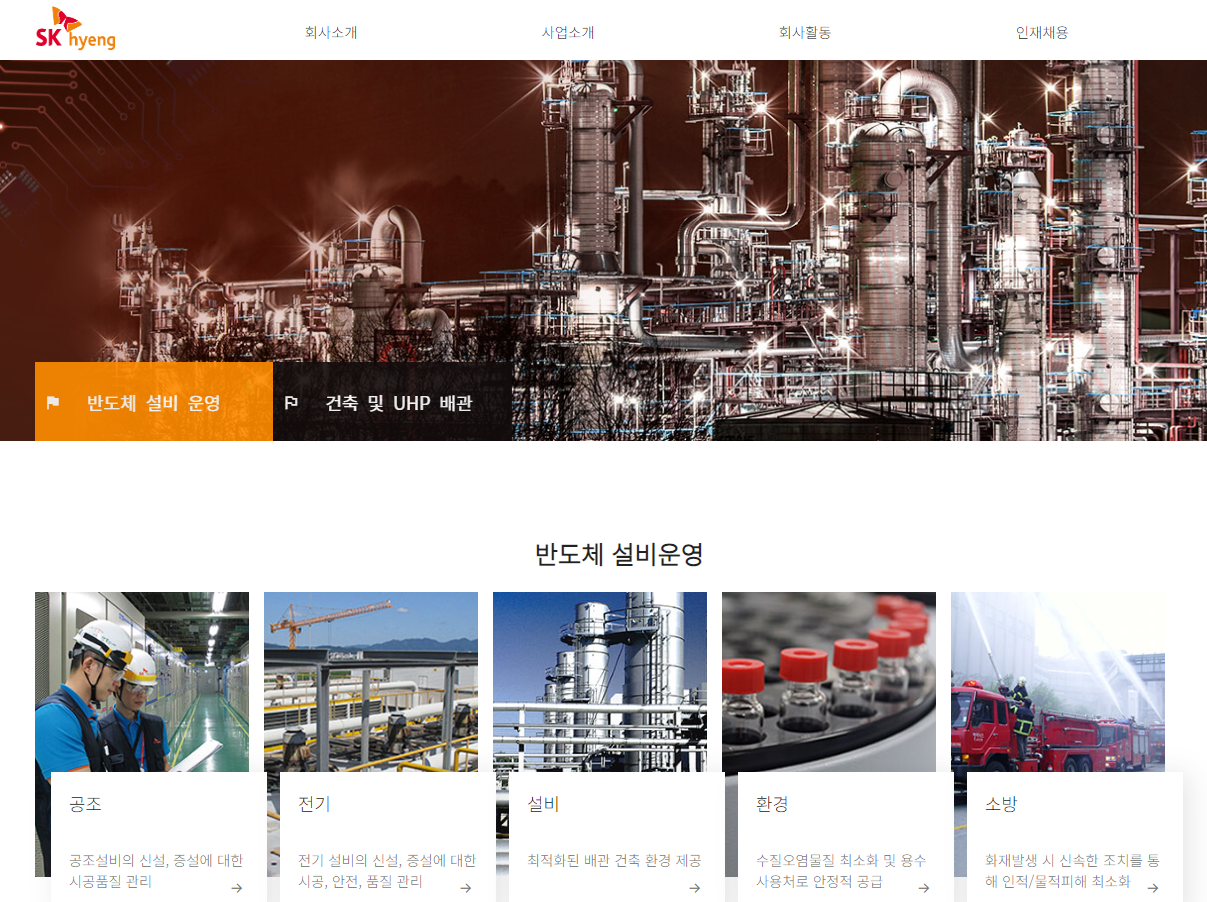 SK hyeng
회사소개
사업소개
회사활동
인재채용
반도체 설비 운영
건축 및 UHP 배관
반도체 설비운영
공조
공조설비의 신설, 증설에 대한
시공품질 관리
전기
전기 설비의 신설, 증설에 대한
시공, 안전, 품질 관리
설비
최적화된 배관 건축 환경 제공
환경
수질오염물질 최소화 및 용수
사용처로 안정적 공급
소방
화재발생 시 신속한 조치를 통
해 인적/물적피해 최소화